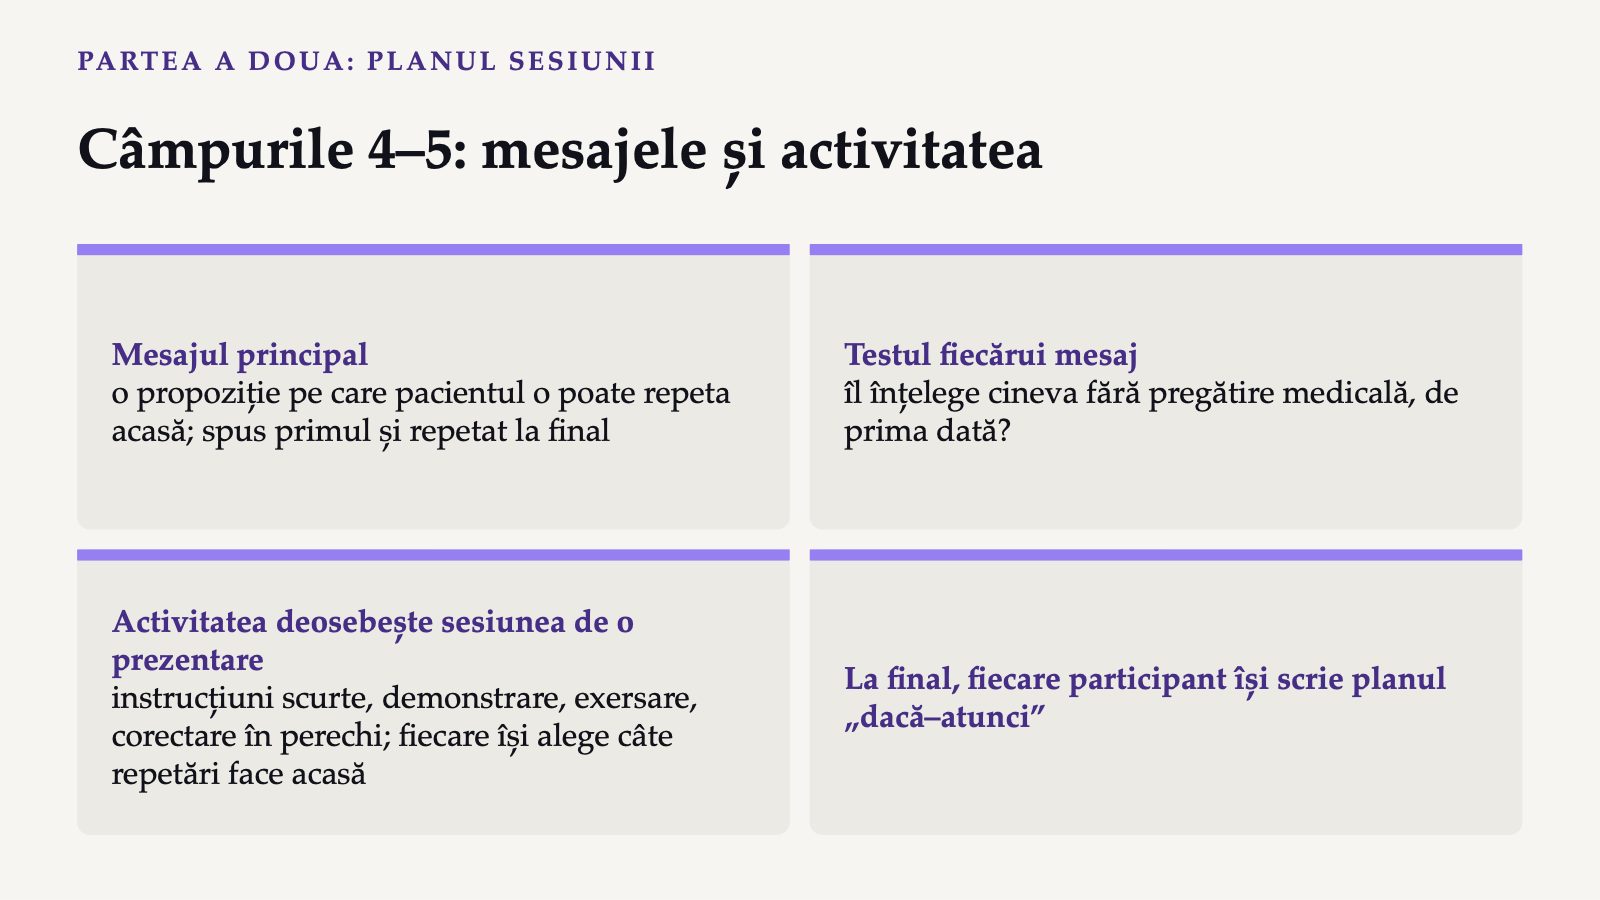 PARTEA A DOUA: PLANUL SESIUNII
Câmpurile 4–5: mesajele și activitatea
Mesajul principal
o propoziție pe care pacientul o poate repeta
acasă; spus primul și repetat la final
Testul fiecărui mesaj
îl înțelege cineva fără pregătire medicală, de
prima dată?
Activitatea deosebește sesiunea de o
prezentare
instrucțiuni scurte, demonstrare, exersare,
corectare în perechi; fiecare își alege câte
repetări face acasă
La final, fiecare participant își scrie planul
„dacă–atunci”